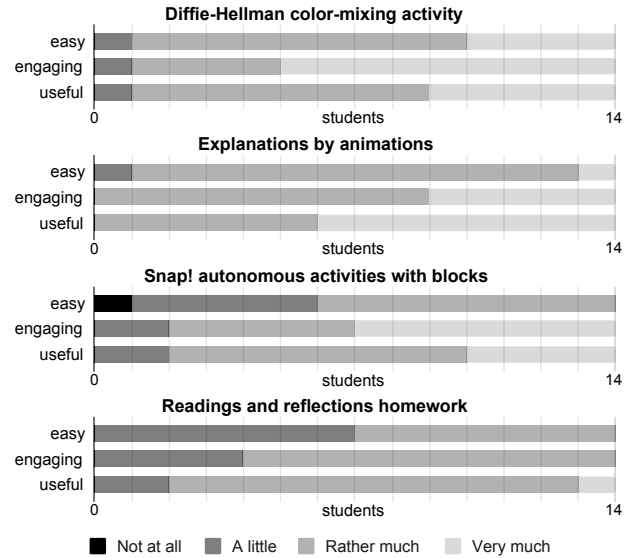 Diffie-Hellman color-mixing activity
easy
engaging
useful
0 students 14
Explanations by animations
easy
engaging
useful
0 students 14
Snap! autonomous activities with blocks
easy
engaging
useful
0 students 14
Readings and reflections homework
easy
engaging
useful
0 students 14
Not at all A little Rather much Very much